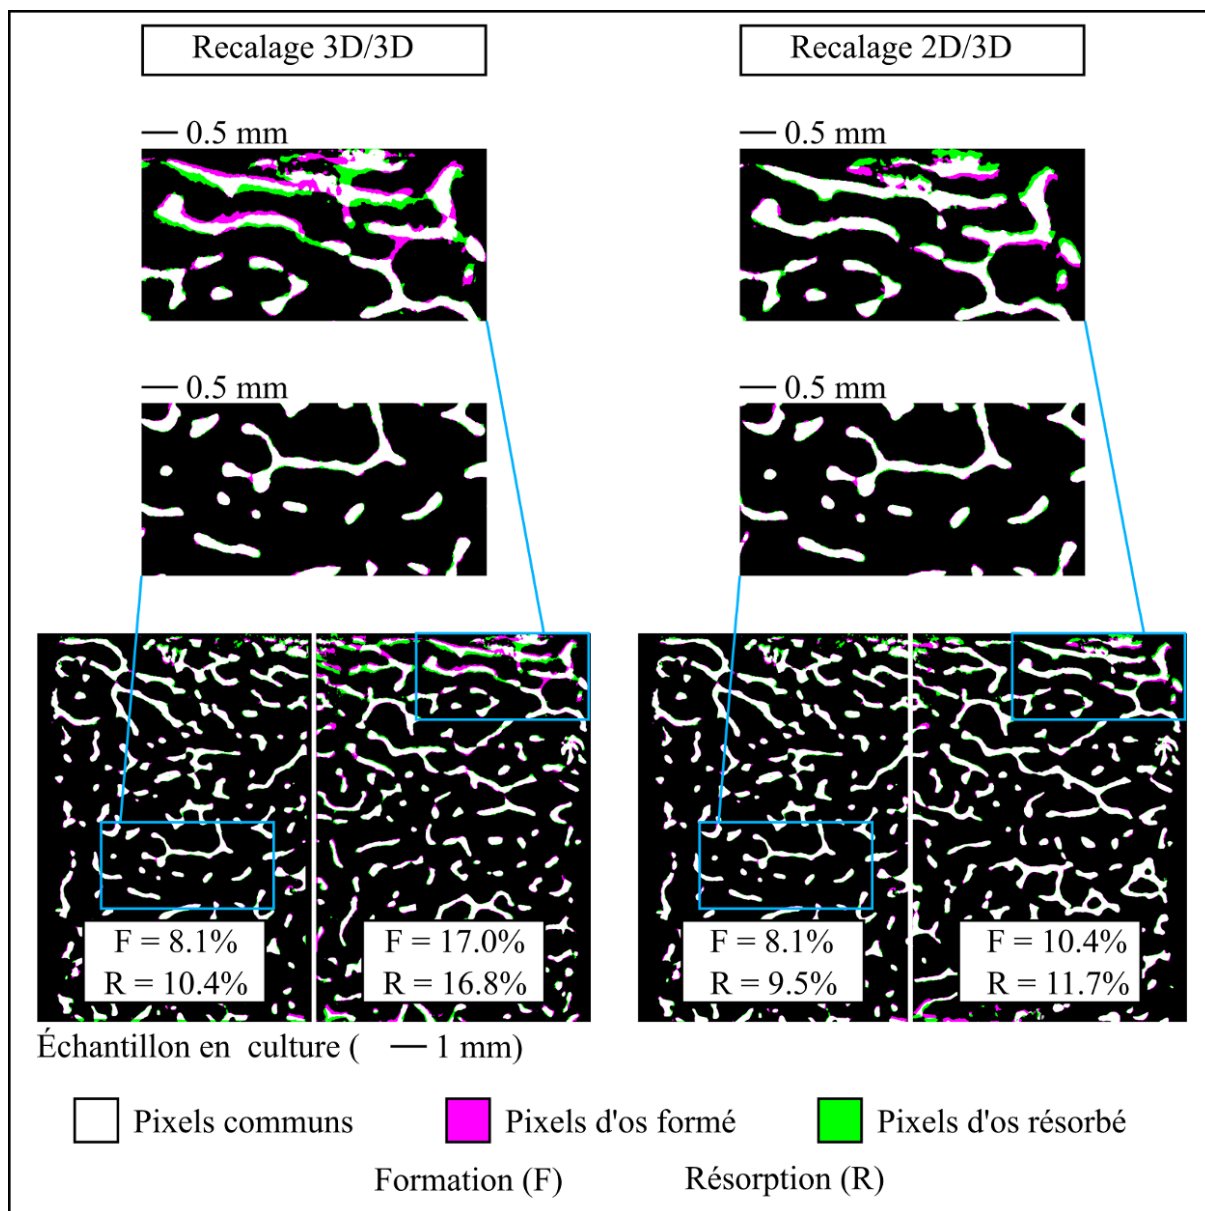 Recalage 3D/3D
Recalage 2D/3D
0.5 mm
0.5 mm
0.5 mm
0.5 mm
F = 8.1%
R = 10.4%
F = 17.0%
R = 16.8%
F = 8.1%
R = 9.5%
F = 10.4%
R = 11.7%
Échantillon en culture ( — 1 mm)
Pixels communs
Pixels d'os formé
Pixels d'os résorbé
Formation (F)
Résorption (R)